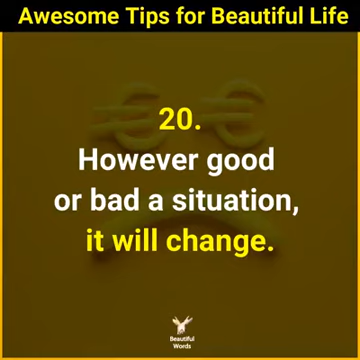 Awesome Tips for Beautiful Life
20.
However good
or bad a situation,
it will change.
Beautiful
Words